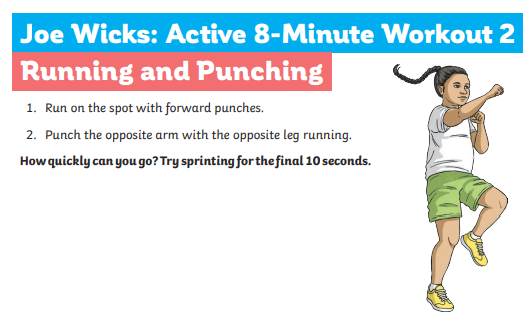 Joe Wicks: Active 8-Minute Workout 2
Running and Punching
1. Run on the spot with forward punches.
2. Punch the opposite arm with the opposite leg running.
How quickly can you go? Try sprinting for the final 10 seconds.